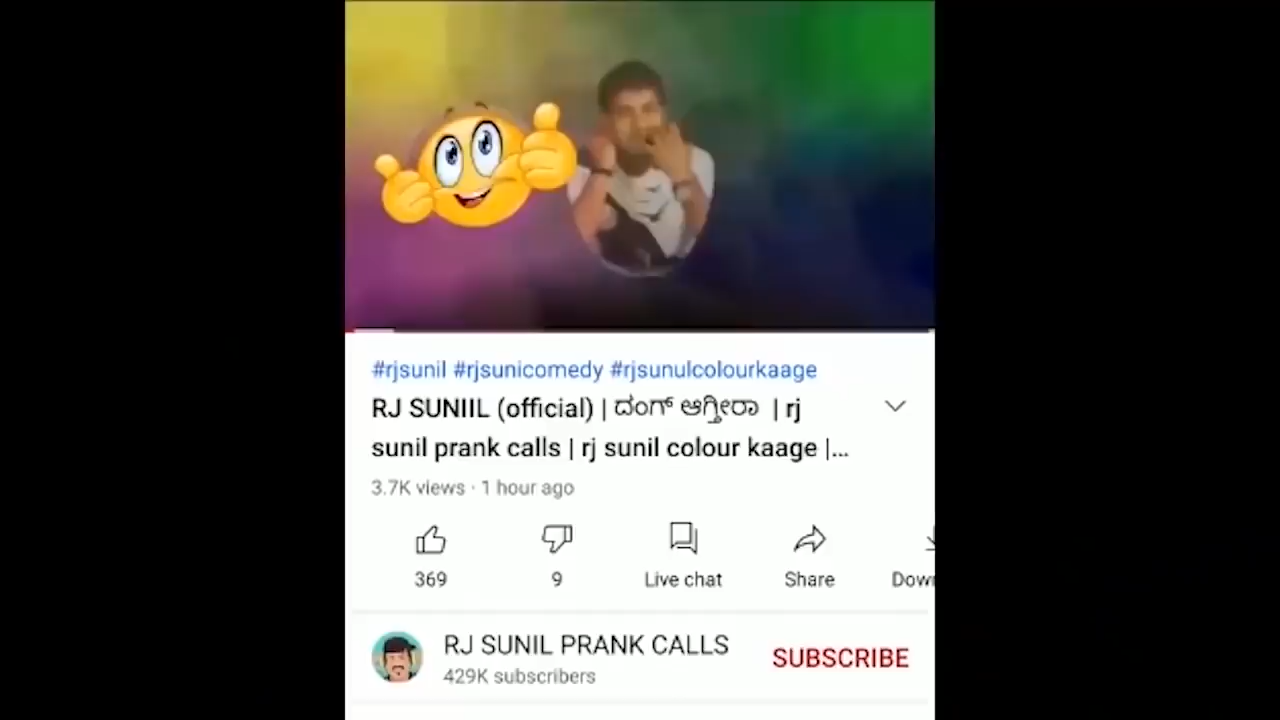 #rjsunil #rjsunicomedy #rjsunulcolourkaage
RJ SUNIIL (official) | ದಂಗ್ ಆಗ್ತೀರಾ | rj
sunil prank calls | rj sunil colour kaage |...
3.7K views · 1 hour ago
369
9
Live chat
Share
Down
RJ SUNIL PRANK CALLS
429K subscribers
SUBSCRIBE